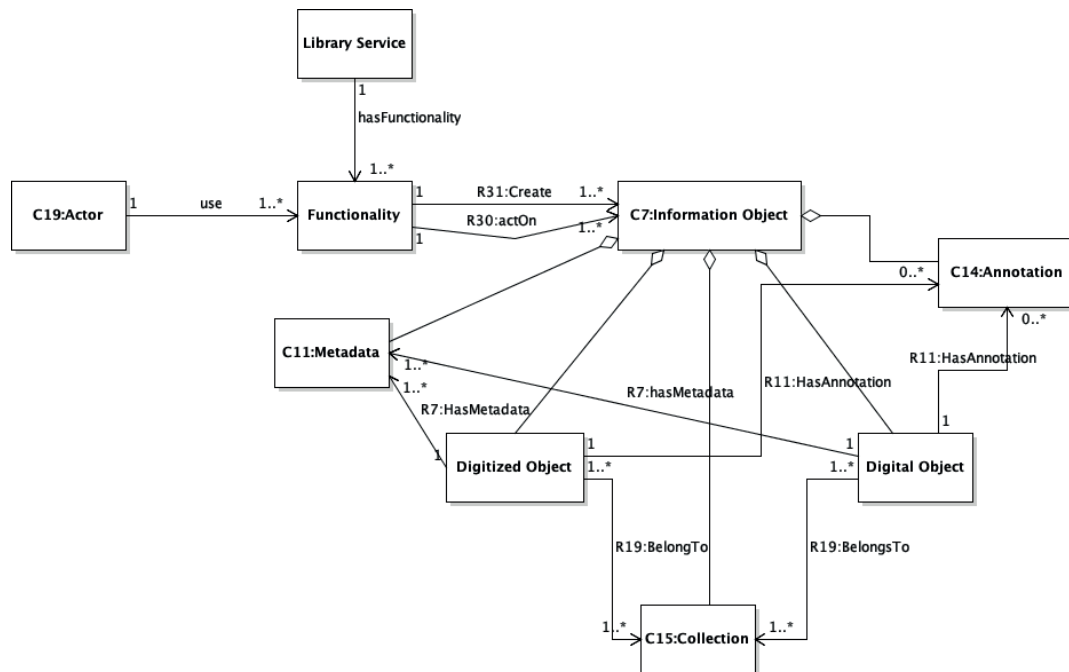 Library Service
1
hasFunctionality
1..*
C19:Actor
1
use
1..*
Functionality
1
R31:Create
1..*
R30:actOn
1
1..*
C7:Information Object
C14:Annotation
0..*
0..*
C11:Metadata
1..*
1..*
R11:HasAnnotation
R11:HasAnnotation
R7:hasMetadata
R7:HasMetadata
1
Digitized Object
1
1..*
1
1
1..*
Digital Object
R19:BelongTo
R19:BelongsTo
1..*
C15:Collection
1..*